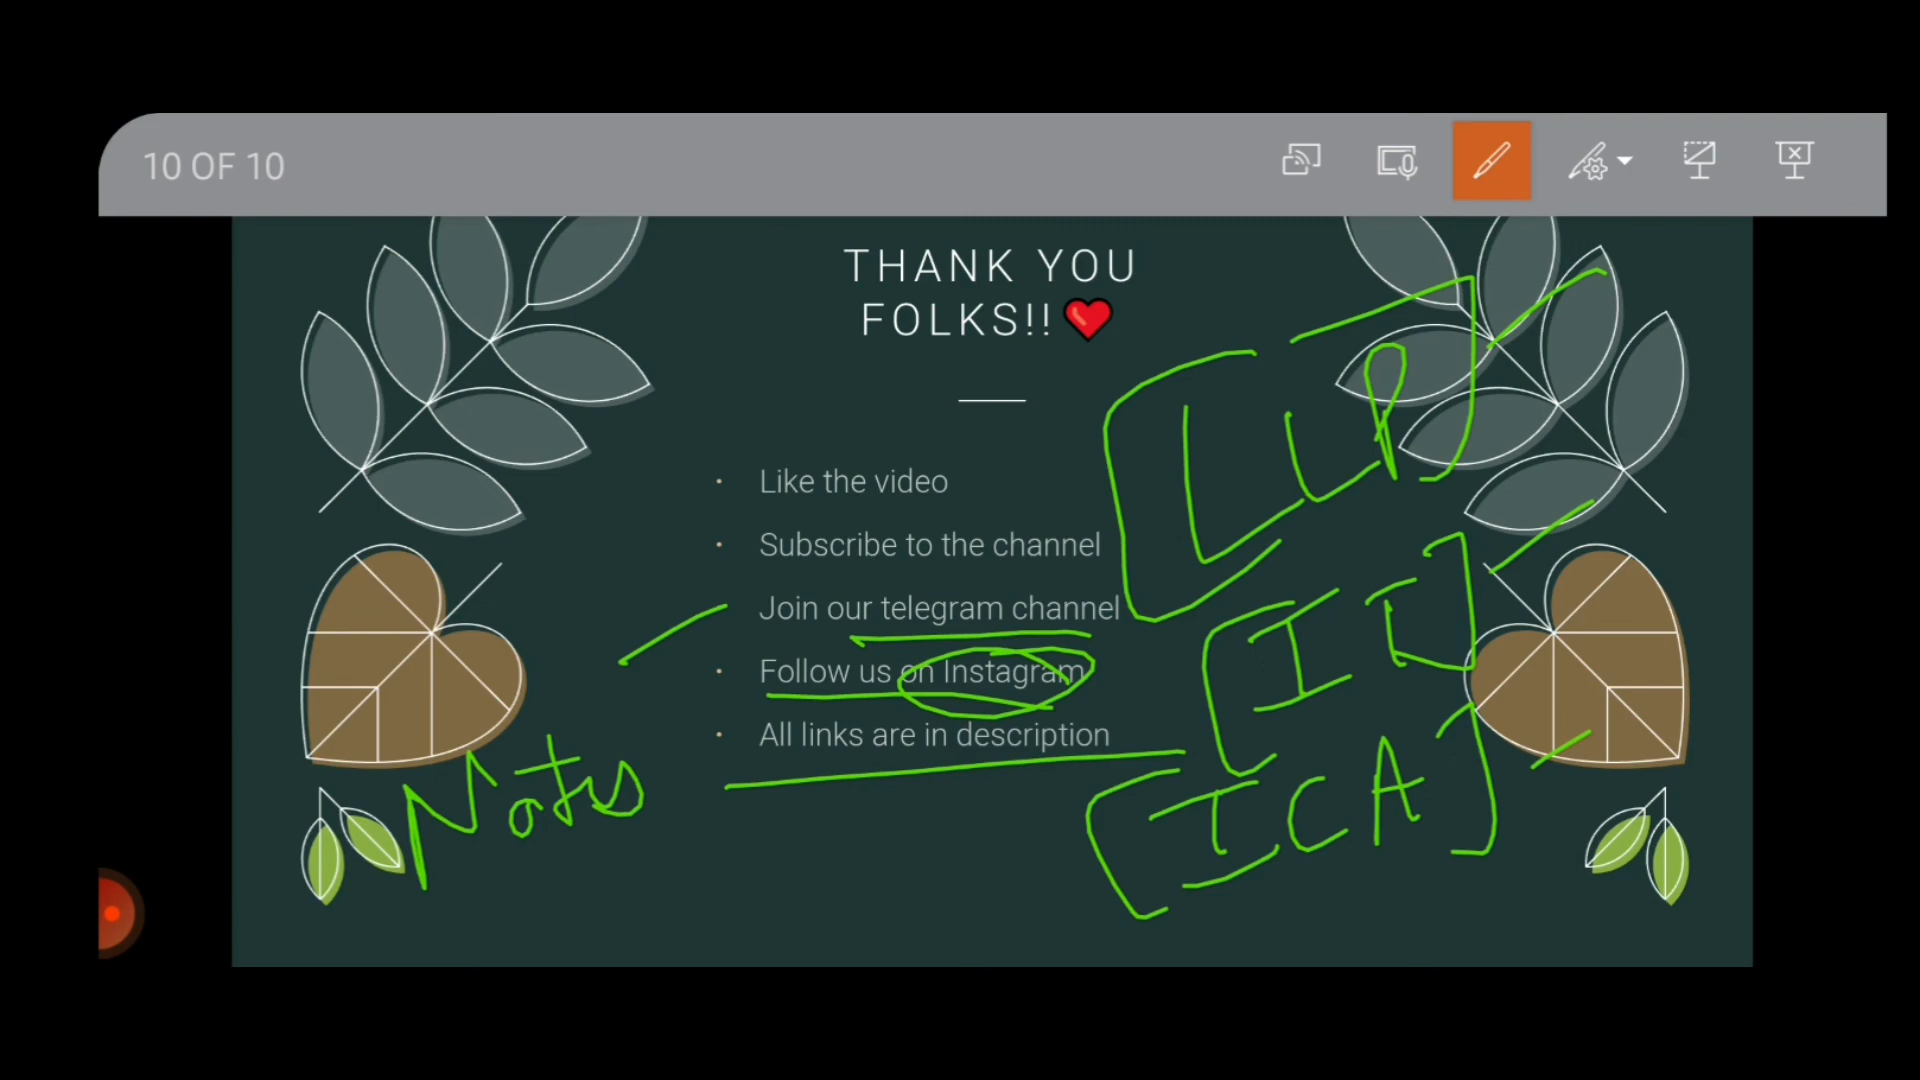 10 OF 10
THANK YOU
FOLKS!!
[LLP]
• Like the video
• Subscribe to the channel
• Join our telegram channel
• Follow us on Instagram
• All links are in description
Notes
[ICA]